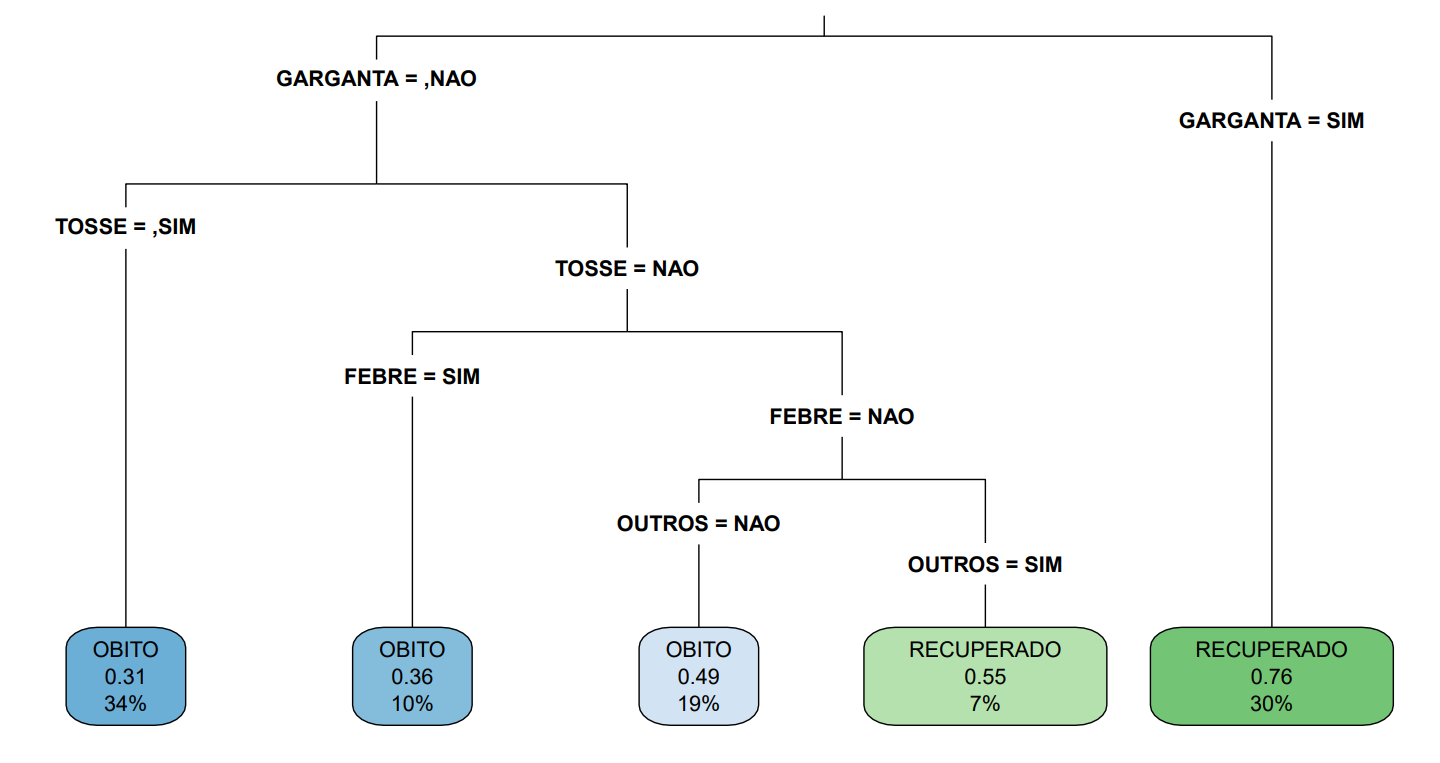 GARGANTA = ,NAO
GARGANTA = SIM
TOSSE = ,SIM
TOSSE = NAO
FEBRE = SIM
FEBRE = NAO
OUTROS = NAO
OUTROS = SIM
OBITO
0.31
34%
OBITO
0.36
10%
OBITO
0.49
19%
RECUPERADO
0.55
7%
RECUPERADO
0.76
30%